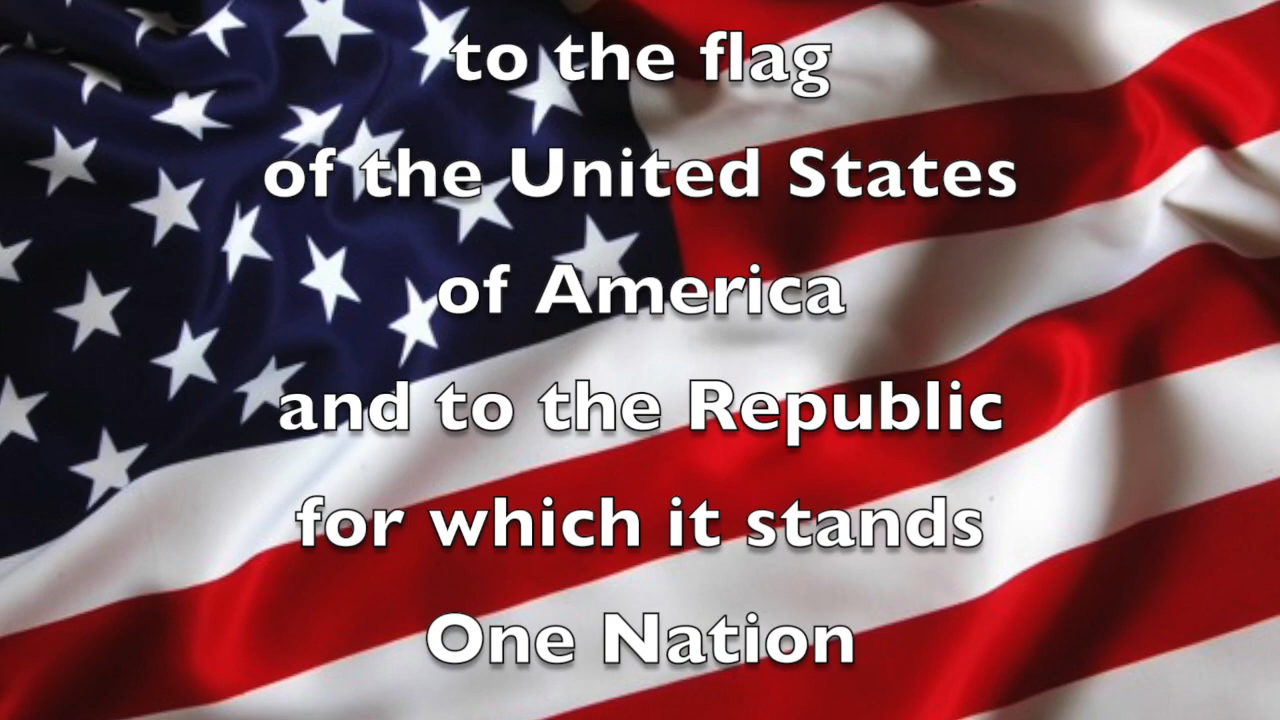 to the flag
of the United States
of America
and to the Republic
for which it stands
One Nation